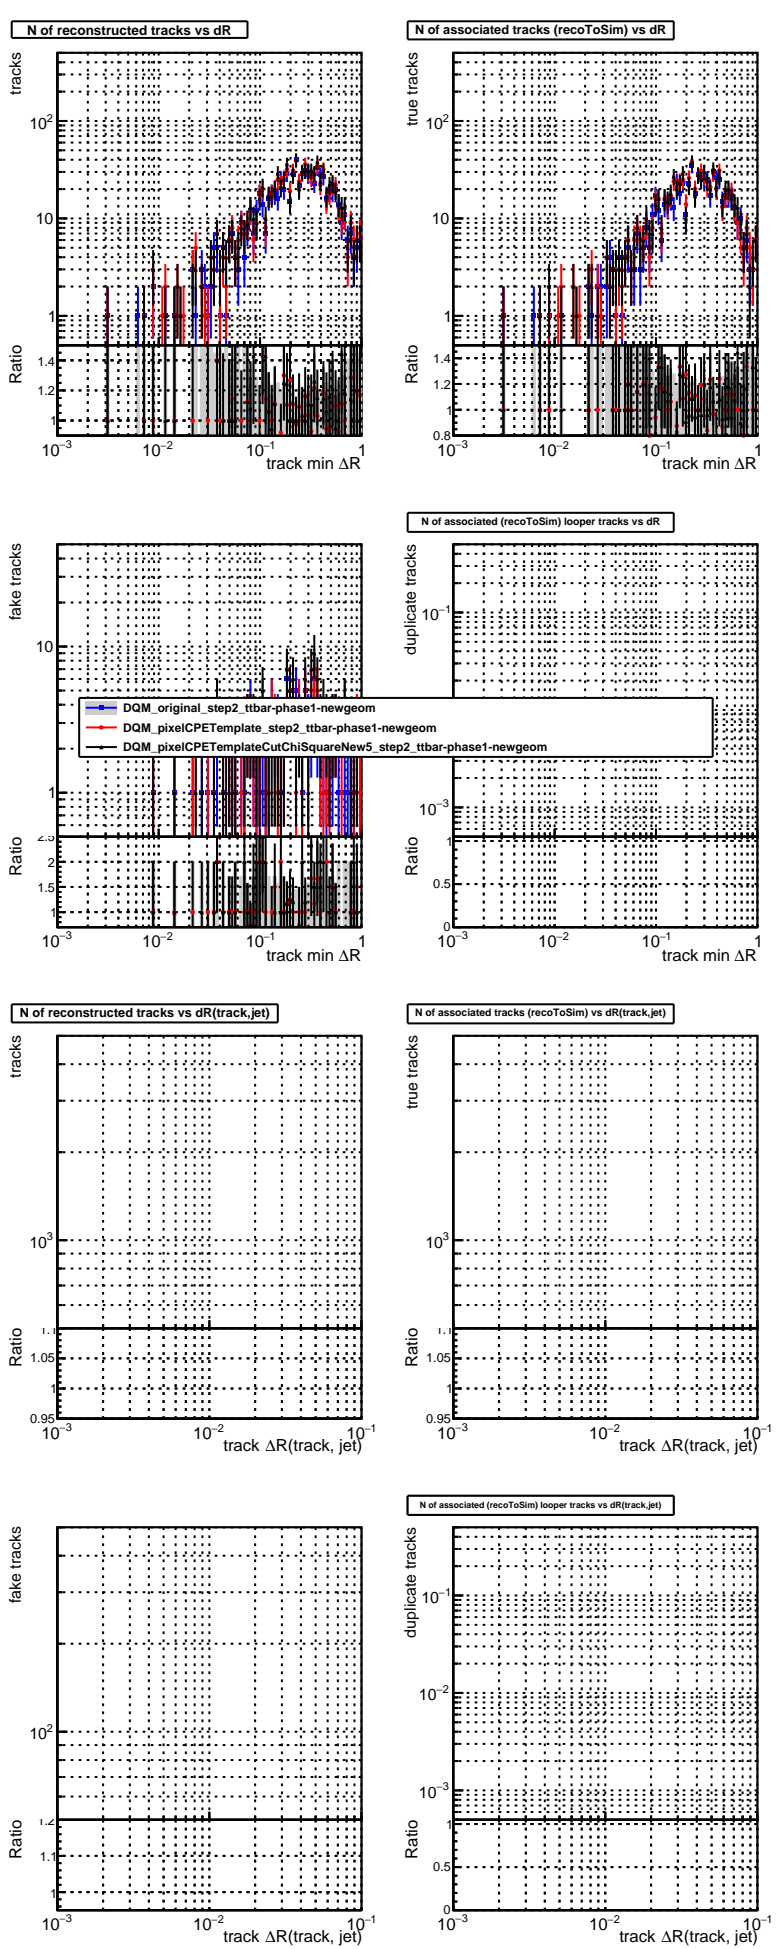 N of reconstructed tracks vs dR
tracks
10²
10
1
Ratio
1.4
1.2
1
10⁻³ 10⁻² 10⁻¹ 1
track min ΔR
N of associated tracks (recoToSim) vs dR
true tracks
10²
10
1
Ratio
1.4
1.2
1
0.8
10⁻³ 10⁻² 10⁻¹ 1
track min ΔR
fake tracks
10
1
Ratio
2.5
2
1.5
1
10⁻³ 10⁻² 10⁻¹ 1
track min ΔR
N of associated (recoToSim) looper tracks vs dR
duplicate tracks
10⁻¹
10⁻³
Ratio
1
0.5
0
10⁻³ 10⁻² 10⁻¹ 1
track min ΔR
DQM_original_step2_ttbar-phase1-newgeom
DQM_pixelCPETemplate_step2_ttbar-phase1-newgeom
DQM_pixelCPETemplateCutChiSquareNew5_step2_ttbar-phase1-newgeom
N of reconstructed tracks vs dR(track,jet)
tracks
10³
Ratio
1.1
1.05
1
0.95
10⁻³ 10⁻² 10⁻¹
track ΔR(track, jet)
N of associated tracks (recoToSim) vs dR(track,jet)
true tracks
10³
Ratio
1.1
1.05
1
0.95
10⁻³ 10⁻² 10⁻¹
track ΔR(track, jet)
fake tracks
10²
Ratio
1.2
1.1
1
10⁻³ 10⁻² 10⁻¹
track ΔR(track, jet)
N of associated (recoToSim) looper tracks vs dR(track,jet)
duplicate tracks
10⁻¹
10⁻²
10⁻³
Ratio
1
0.5
0
10⁻³ 10⁻² 10⁻¹
track ΔR(track, jet)